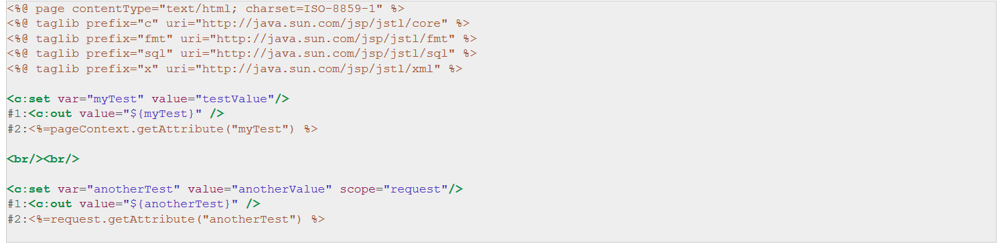 <%@ page contentType="text/html; charset=ISO-8859-1" %>
<%@ taglib prefix="c" uri="http://java.sun.com/jsp/jstl/core" %>
<%@ taglib prefix="fmt" uri="http://java.sun.com/jsp/jstl/fmt" %>
<%@ taglib prefix="sql" uri="http://java.sun.com/jsp/jstl/sql" %>
<%@ taglib prefix="x" uri="http://java.sun.com/jsp/jstl/xml" %>
<c:set var="myTest" value="testValue"/>
#1:<c:out value="${myTest}" />
#2:<%=pageContext.getAttribute("myTest") %>
<br/><br/>
<c:set var="anotherTest" value="anotherValue" scope="request"/>
#1:<c:out value="${anotherTest}" />
#2:<%=request.getAttribute("anotherTest") %>